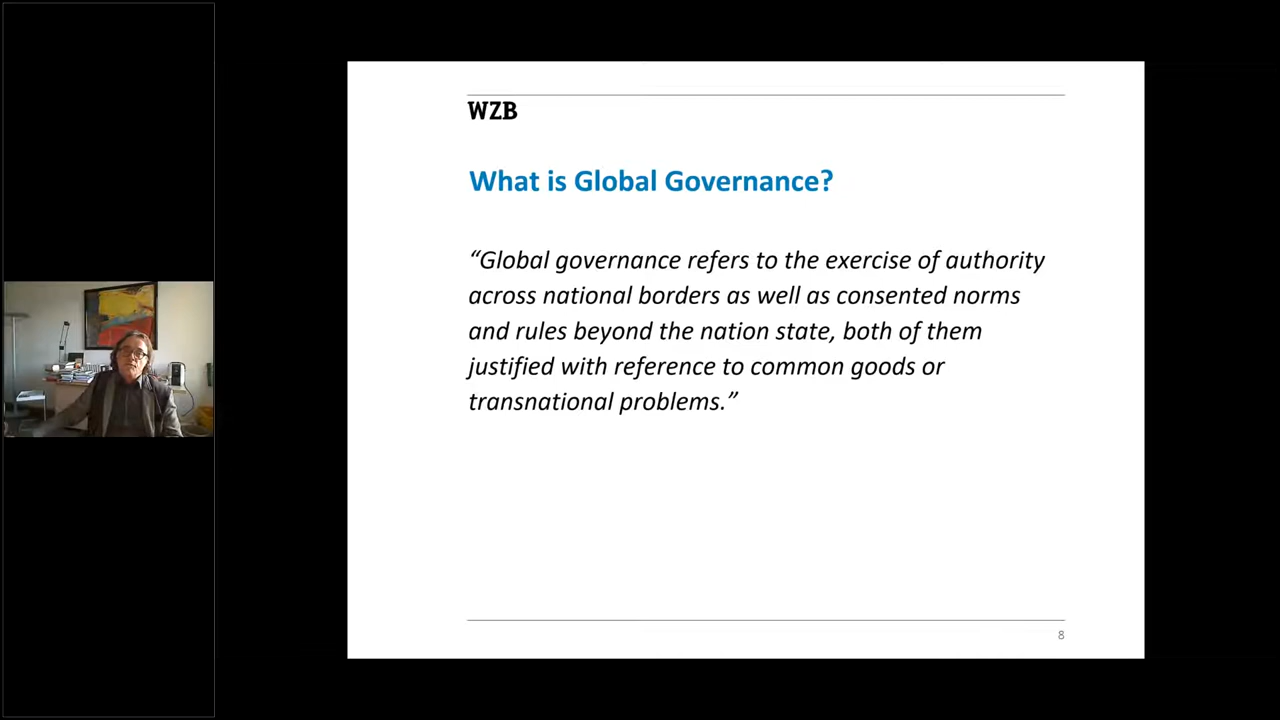 WZB
What is Global Governance?
“Global governance refers to the exercise of authority
across national borders as well as consented norms
and rules beyond the nation state, both of them
justified with reference to common goods or
transnational problems.”
8